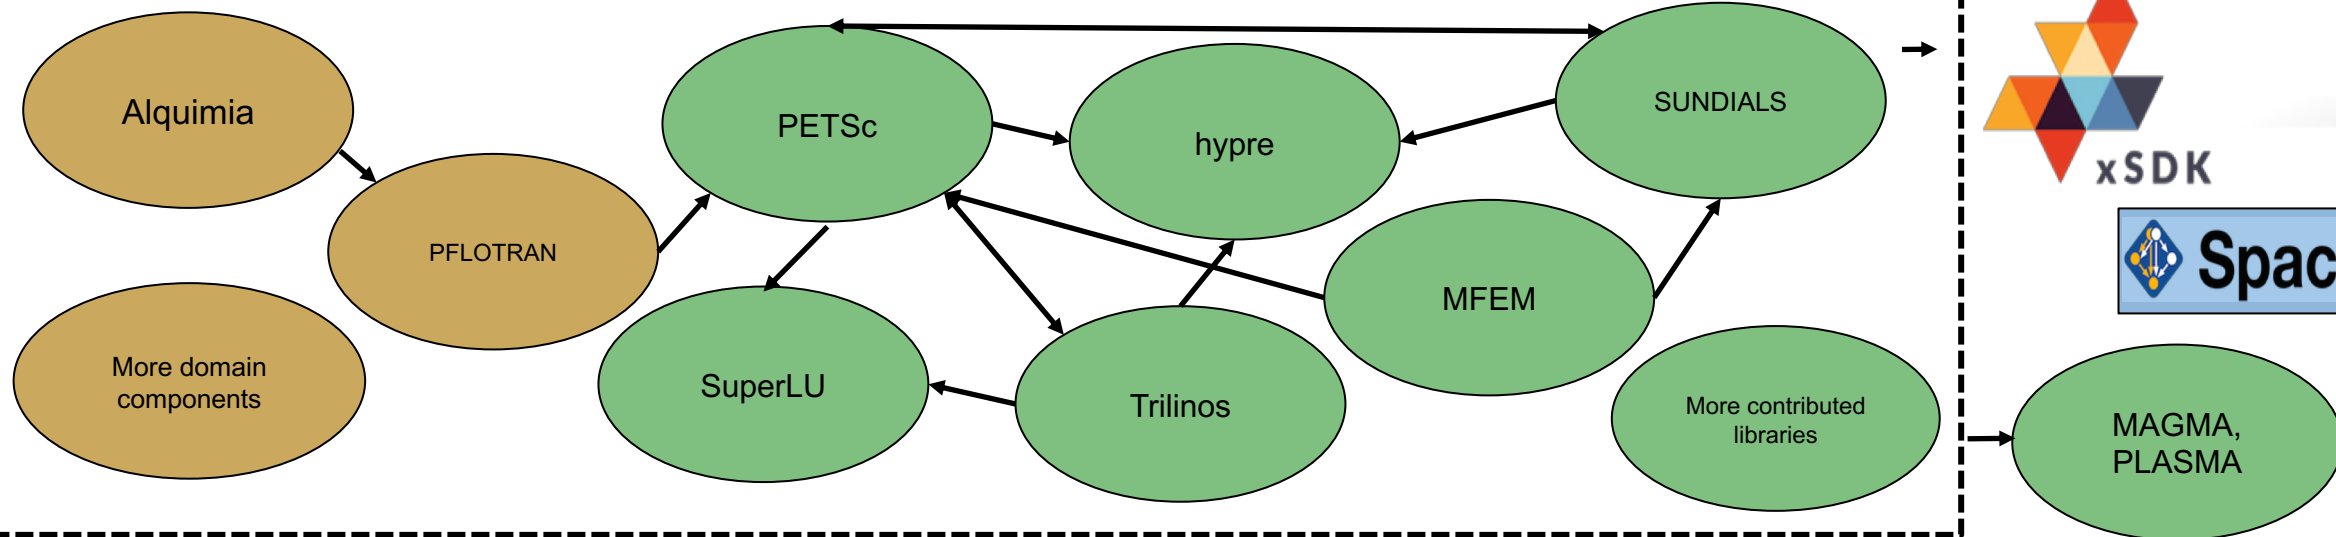 Alquimia
PFLOTRAN
More domain
components
PETSc
hypre
SUNDIALS
SuperLU
Trilinos
MFEM
More contributed
libraries
xSDK
Spac
MAGMA,
PLASMA